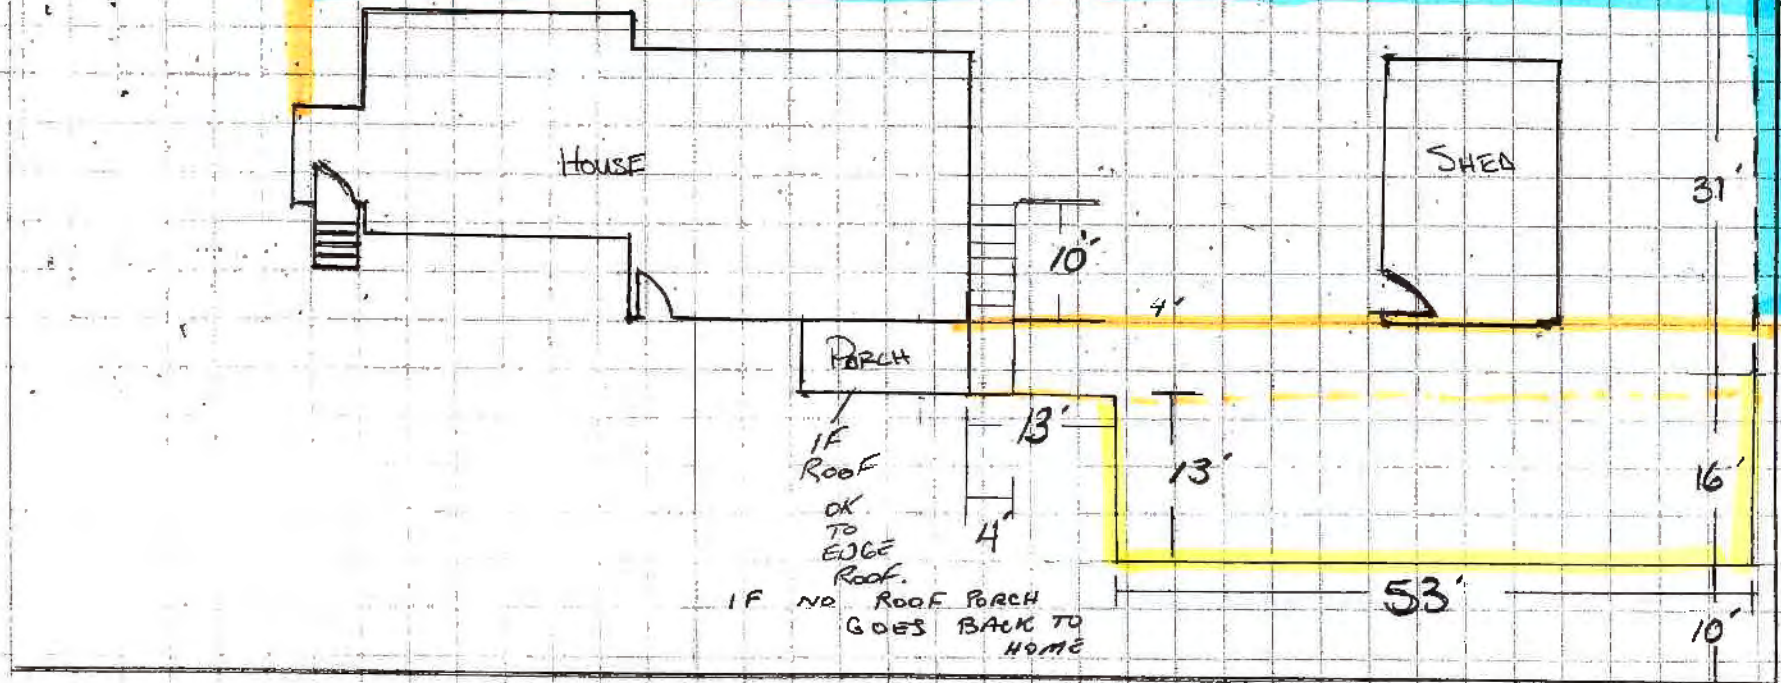 HOUSE
SHED
31'
10'
4'
PORCH
13'
IF
ROOF
OK
TO
EDGE
ROOF.
IF NO ROOF PORCH
GOES BACK TO
HOME
4'
13'
16'
53'
10'